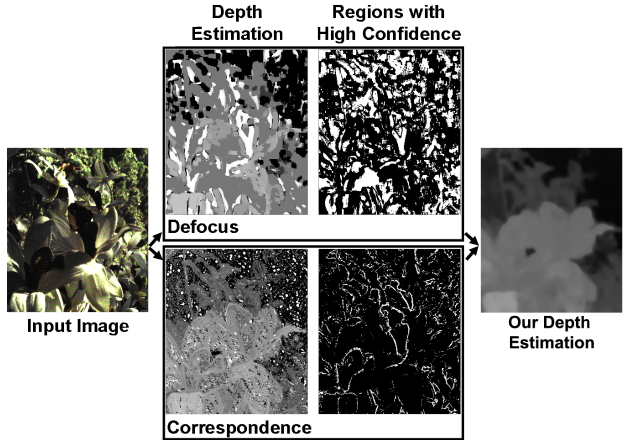 Depth
Estimation
Regions with
High Confidence
Defocus
Input Image
Our Depth
Estimation
Correspondence